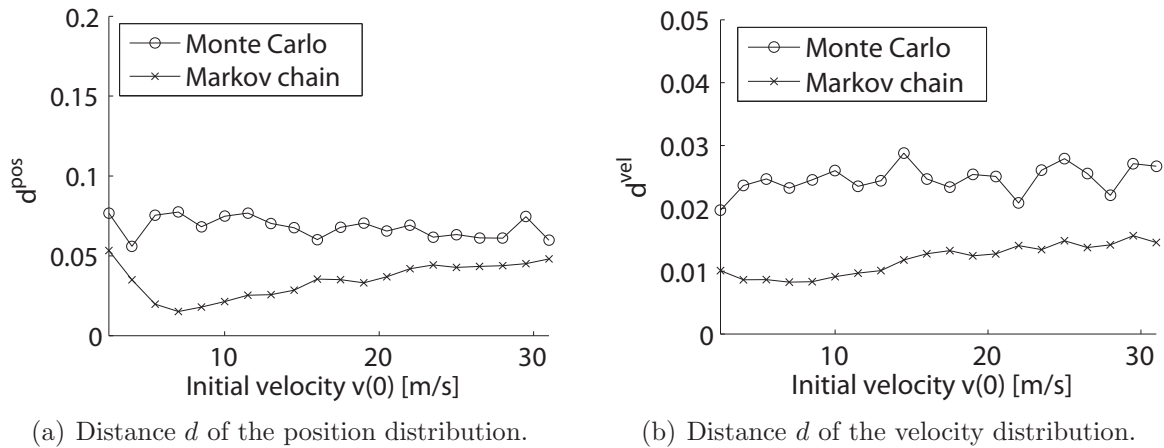 0.2
0.15
0.1
0.05
0
d^pos
Monte Carlo
Markov chain
10
20
30
Initial velocity v(0) [m/s]
(a) Distance d of the position distribution.
0.05
0.04
0.03
0.02
0.01
0
d^vel
Monte Carlo
Markov chain
10
20
30
Initial velocity v(0) [m/s]
(b) Distance d of the velocity distribution.